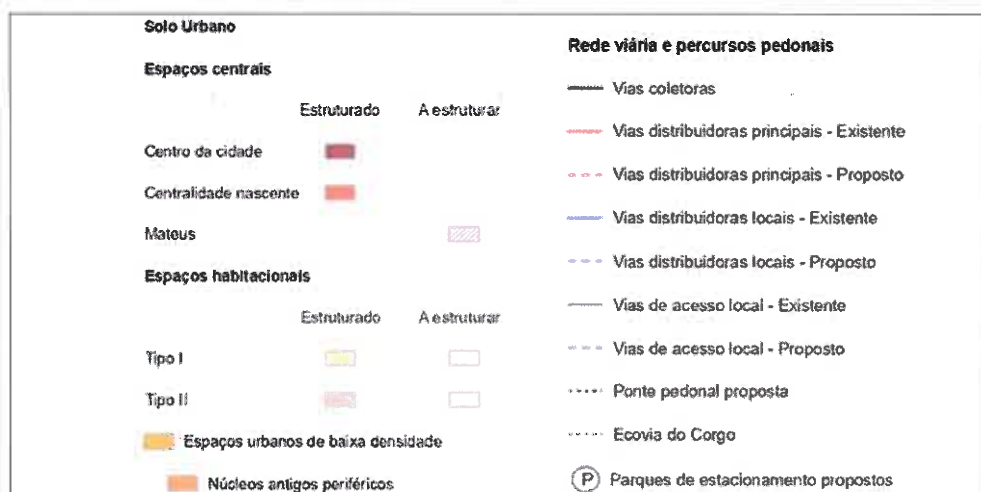 Solo Urbano
Espaços centrais
Estruturado A estruturar
Centro da cidade
Centralidade nascente
Mateus
Espaços habitacionais
Estruturado A estruturar
Tipo I
Tipo II
Espaços urbanos de baixa densidade
Núcleos antigos periféricos
Rede viária e percursos pedonais
Vias coletoras
Vias distribuidoras principais - Existente
Vias distribuidoras principais - Proposto
Vias distribuidoras locais - Existente
Vias distribuidoras locais - Proposto
Vias de acesso local - Existente
Vias de acesso local - Proposto
Ponte pedonal proposta
Ecovia do Corgo
P Parques de estacionamento propostos